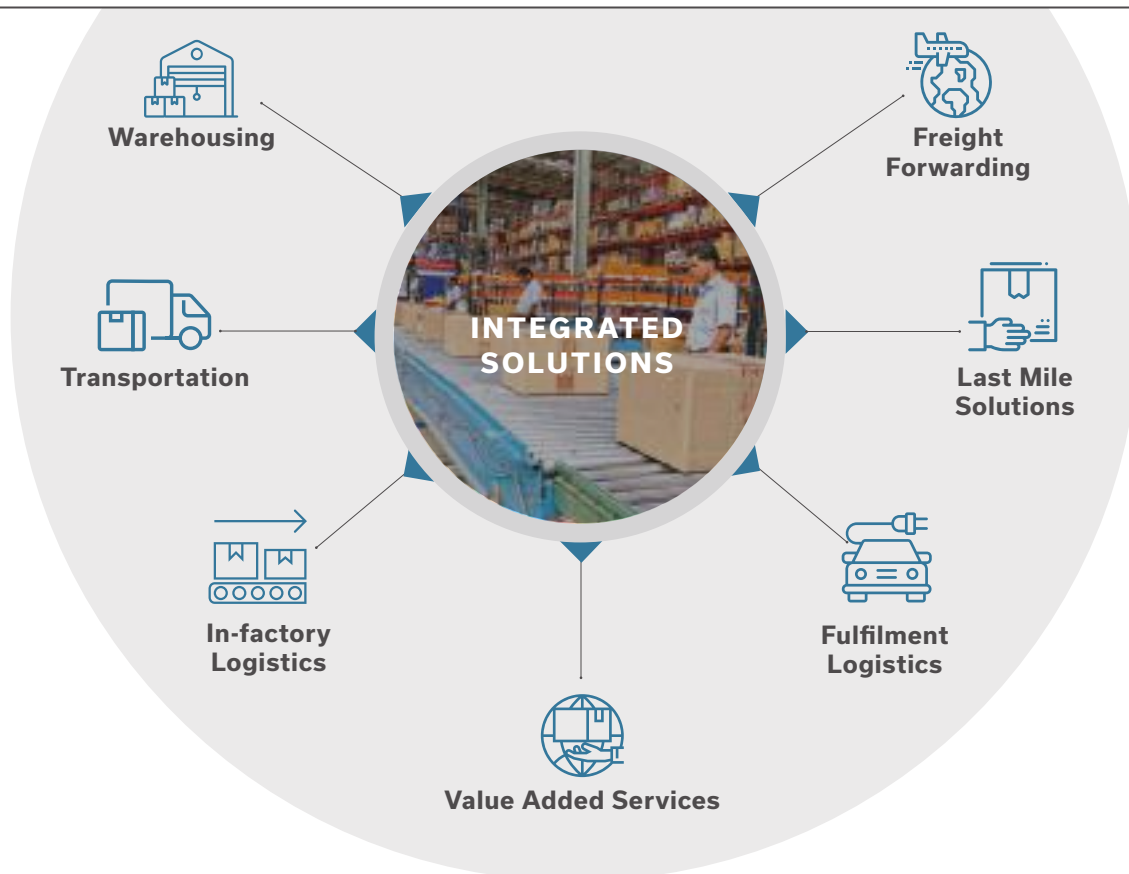 Warehousing
Freight
Forwarding
INTEGRATED
SOLUTIONS
Transportation
Last Mile
Solutions
In-factory
Logistics
Fulfilment
Logistics
Value Added Services